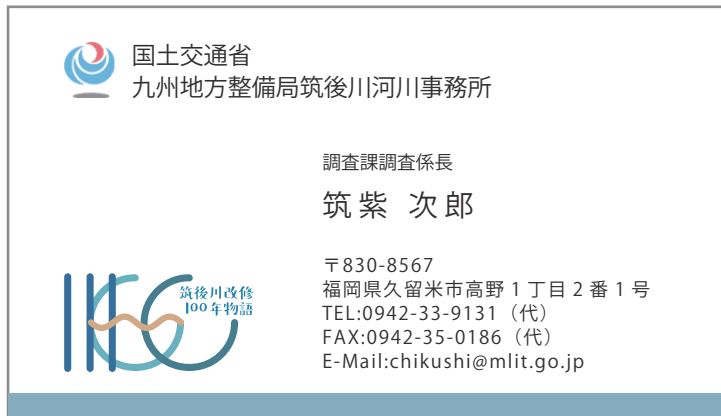 国土交通省
九州地方整備局筑後川河川事務所
調査課調査係長
筑紫 次郎
筑後川改修
100年物語
〒830-8567
福岡県久留米市高野1丁目2番1号
TEL:0942-33-9131（代）
FAX:0942-35-0186（代）
E-Mail:chikushi@mlit.go.jp